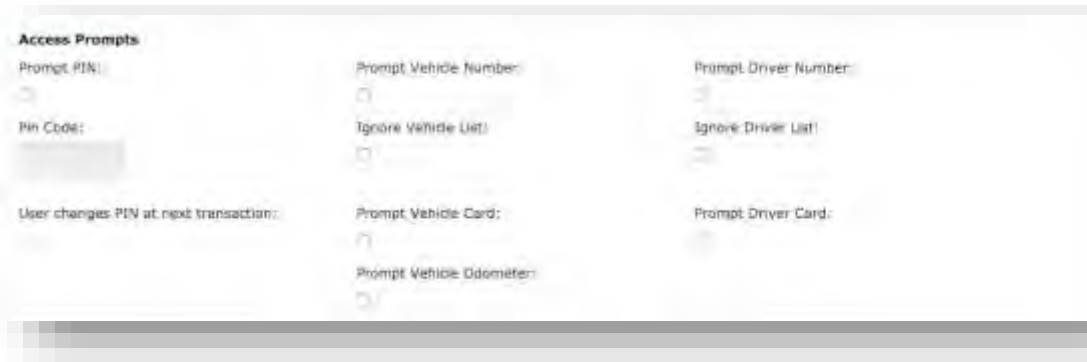 Access Prompts
Prompt PIN: Prompt Vehicle Number: Prompt Driver Number:
Pin Code: Ignore Vehicle List: Ignore Driver List:
User changes PIN at next transaction: Prompt Vehicle Card: Prompt Driver Card:
Prompt Vehicle Odometer: